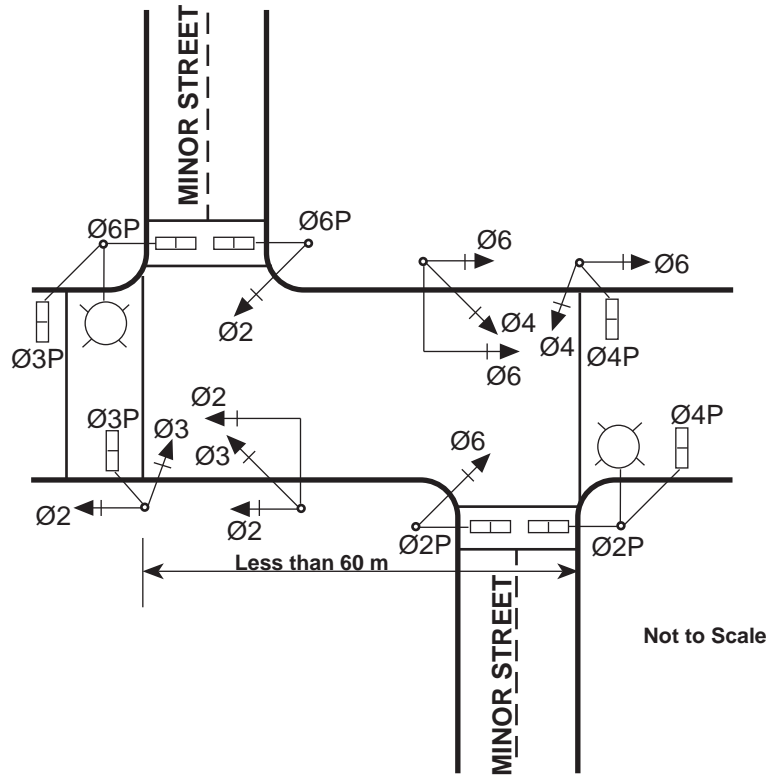 MINOR STREET
Ø6P
Ø6
Ø6
Ø2
Ø4
Ø4
Ø3P
Ø4P
Ø6
Ø2
Ø3P
Ø3
Ø4P
Ø6
Ø3
Ø2
Ø2
Ø2P
Ø2P
Less than 60 m
MINOR STREET
Not to Scale